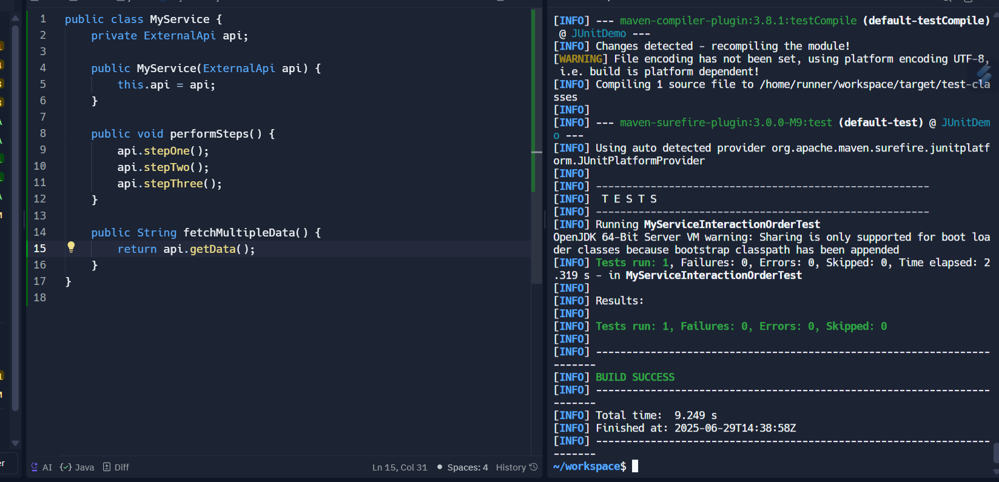 1 public class MyService {
2     private ExternalApi api;
3
4     public MyService(ExternalApi api) {
5         this.api = api;
6     }
7
8     public void performSteps() {
9         api.stepOne();
10         api.stepTwo();
11         api.stepThree();
12     }
13
14     public String fetchMultipleData() {
15         return api.getData();
16     }
17 }
18
AI Java Diff Ln 15, Col 31 Spaces: 4 History
[INFO] --- maven-compiler-plugin:3.8.1:testCompile (default-testCompile)
 @ JUnitDemo ---
[INFO] Changes detected - recompiling the module!
[WARNING] File encoding has not been set, using platform encoding UTF-8,
 i.e. build is platform dependent!
[INFO] Compiling 1 source file to /home/runner/workspace/target/test-cla
sses
[INFO]
[INFO] --- maven-surefire-plugin:3.0.0-M9:test (default-test) @ JUnitDem
o ---
[INFO] Using auto detected provider org.apache.maven.surefire.junitplatf
orm.JUnitPlatformProvider
[INFO]
[INFO] -------------------------------------------------------
[INFO]  T E S T S
[INFO] -------------------------------------------------------
[INFO] Running MyServiceInteractionOrderTest
OpenJDK 64-Bit Server VM warning: Sharing is only supported for boot loa
der classes because bootstrap classpath has been appended
[INFO] Tests run: 1, Failures: 0, Errors: 0, Skipped: 0, Time elapsed: 2
.319 s - in MyServiceInteractionOrderTest
[INFO]
[INFO] Results:
[INFO]
[INFO] Tests run: 1, Failures: 0, Errors: 0, Skipped: 0
[INFO]
[INFO] -----------------------------------------------------------------
-------
[INFO] BUILD SUCCESS
[INFO] -----------------------------------------------------------------
-------
[INFO] Total time:  9.249 s
[INFO] Finished at: 2025-06-29T14:38:58Z
[INFO] -----------------------------------------------------------------
-------
~/workspace$